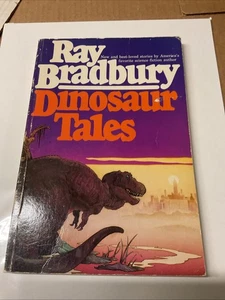 Ray
Bradbury
New and best-loved stories by America's
favorite science fiction author
Dinosaur
Tales